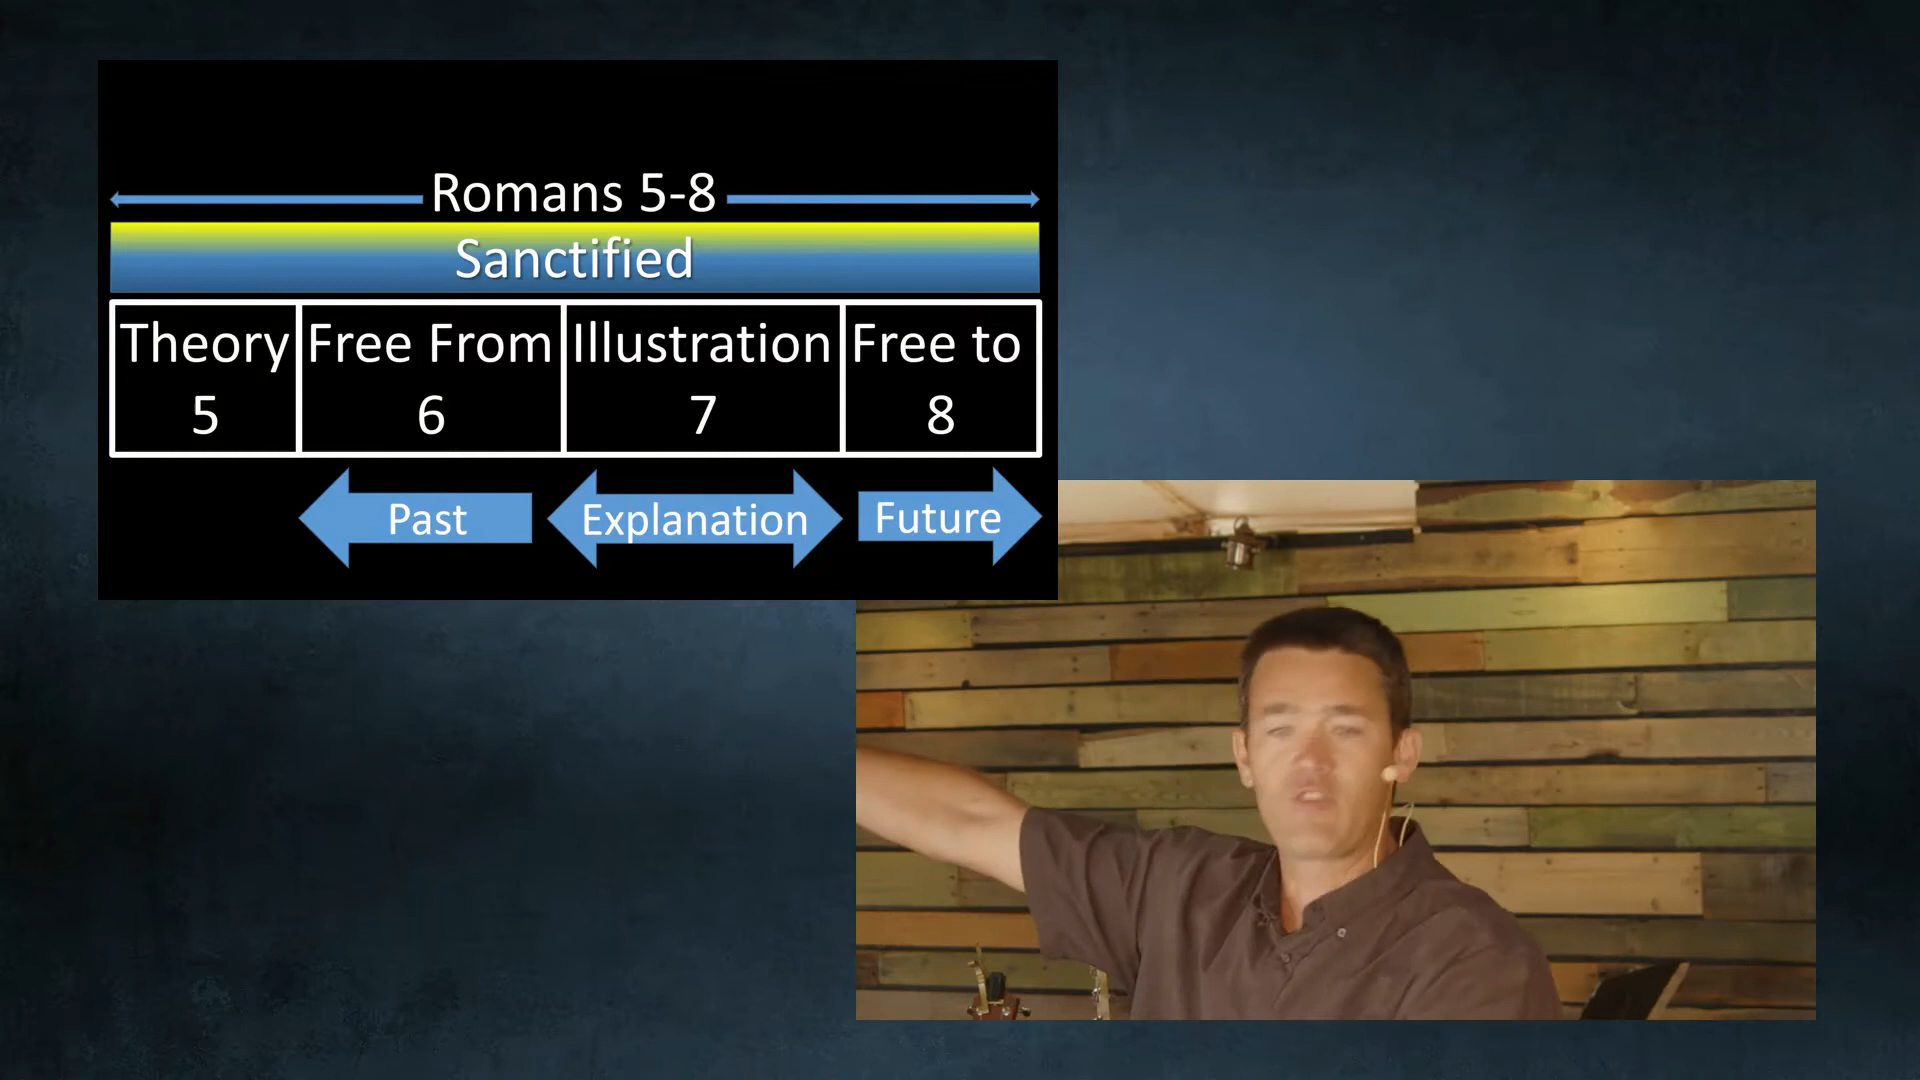 Romans 5-8
Sanctified
Theory Free From Illustration Free to
5 6 7 8
Past Explanation Future